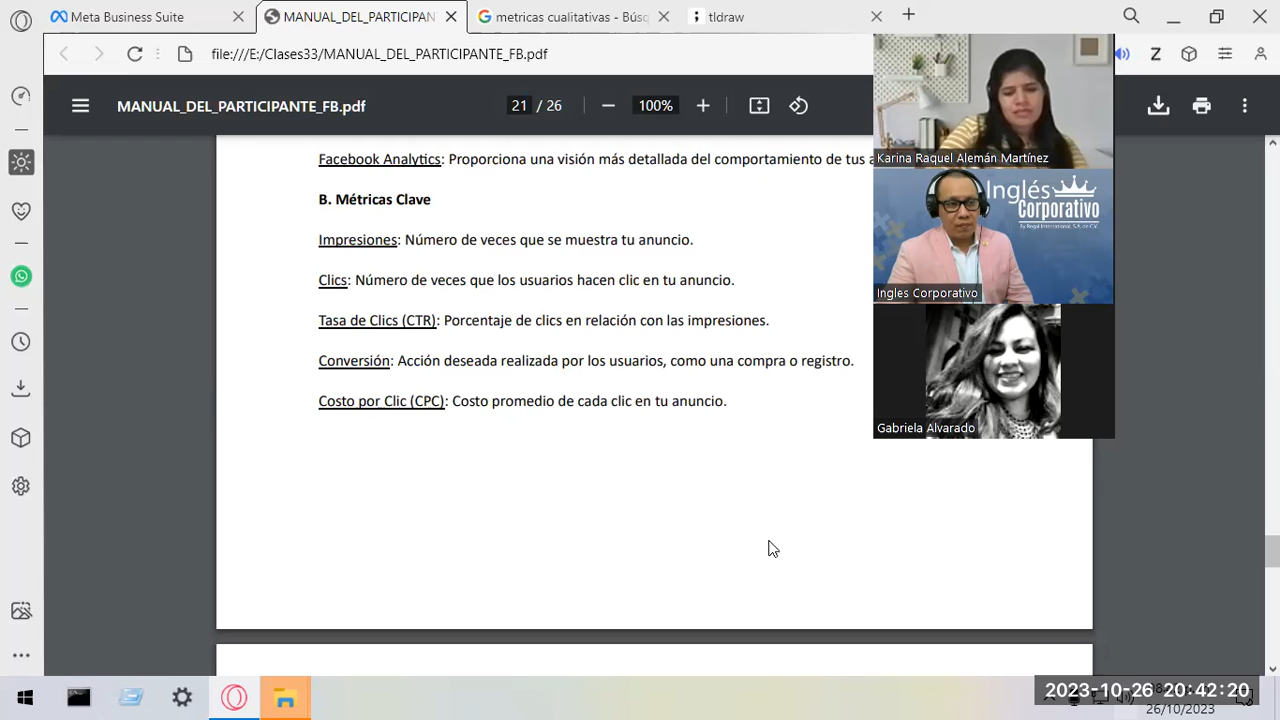 Meta Business Suite
MANUAL_DEL_PARTICIPAN
metricas cualitativas - Búsq
tldraw
file:///E:/Clases33/MANUAL_DEL_PARTICIPANTE_FB.pdf
MANUAL_DEL_PARTICIPANTE_FB.pdf
21 / 26
100%
Facebook Analytics: Proporciona una visión más detallada del comportamiento de tus a
B. Métricas Clave
Impresiones: Número de veces que se muestra tu anuncio.
Clics: Número de veces que los usuarios hacen clic en tu anuncio.
Tasa de Clics (CTR): Porcentaje de clics en relación con las impresiones.
Conversión: Acción deseada realizada por los usuarios, como una compra o registro.
Costo por Clic (CPC): Costo promedio de cada clic en tu anuncio.
Karina Raquel Alemán Martínez
Inglés
Corporativo
By Regal International, S.A. de C.V.
Ingles Corporativo
Gabriela Alvarado
2023-10-26 20:42:20
26/10/2023